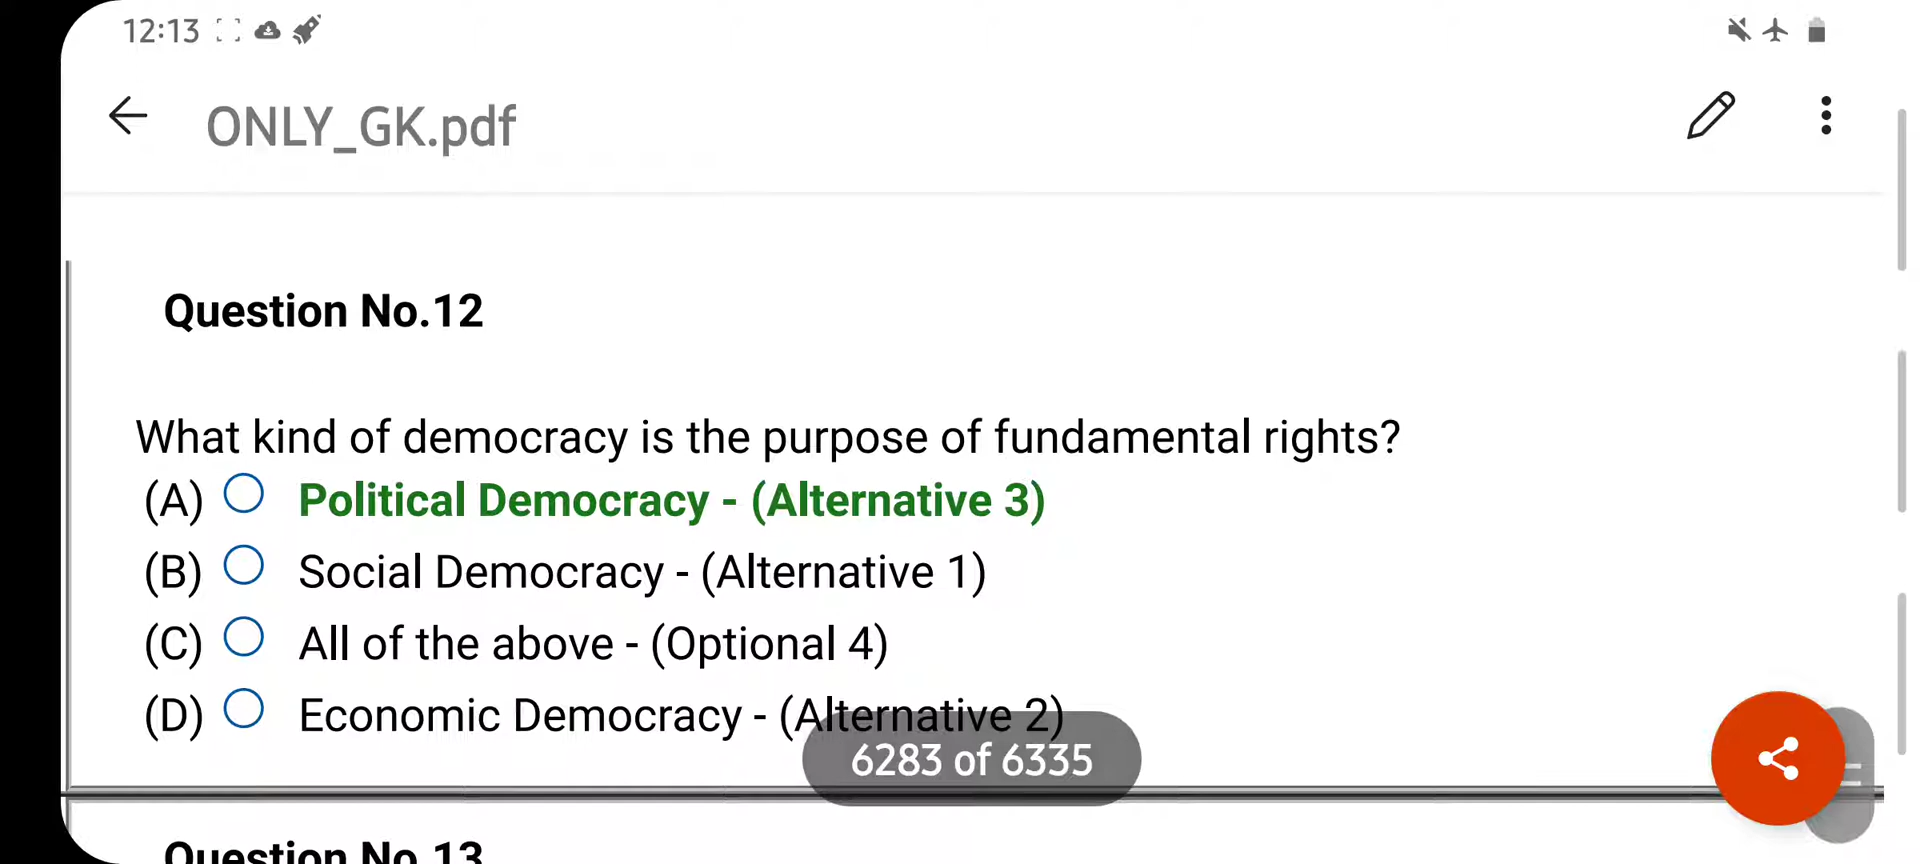 12:13
ONLY_GK.pdf
Question No.12
What kind of democracy is the purpose of fundamental rights?
(A) Political Democracy - (Alternative 3)
(B) Social Democracy - (Alternative 1)
(C) All of the above - (Optional 4)
(D) Economic Democracy - (Alternative 2)
6283 of 6335
Question No.13